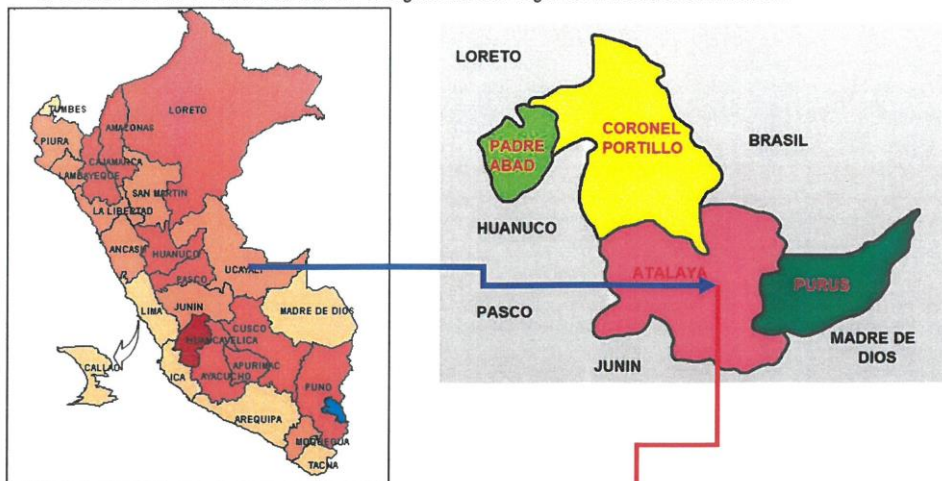 TUMBES
LORETO
AMAZONAS
PIURA
CAJAMARCA
LAMBAYEQUE
SAN MARTIN
LA LIBERTAD
ANCASH
HUANUCO
UCAYALI
PASCO
LIMA
JUNIN
MADRE DE DIOS
CUSCO
HUANCAVELICA
CALLAO
APURIMAC
ICA
AYACUCHO
PUNO
AREQUIPA
MOQUEGUA
TACNA
LORETO
CORONEL
PORTILLO
BRASIL
PADRE
ABAD
HUANUCO
ATALAYA
PURUS
PASCO
MADRE DE
DIOS
JUNIN